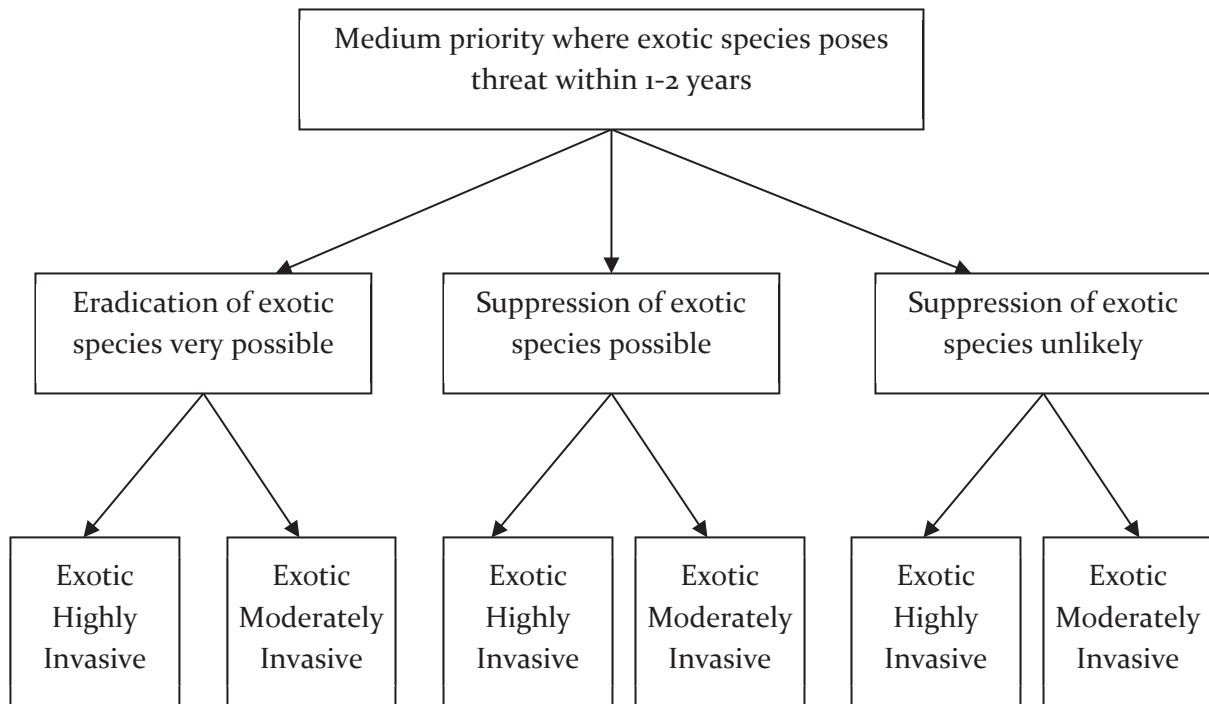 Medium priority where exotic species poses
threat within 1-2 years
Eradication of exotic
species very possible
Suppression of exotic
species possible
Suppression of exotic
species unlikely
Exotic
Highly
Invasive
Exotic
Moderately
Invasive
Exotic
Highly
Invasive
Exotic
Moderately
Invasive
Exotic
Highly
Invasive
Exotic
Moderately
Invasive